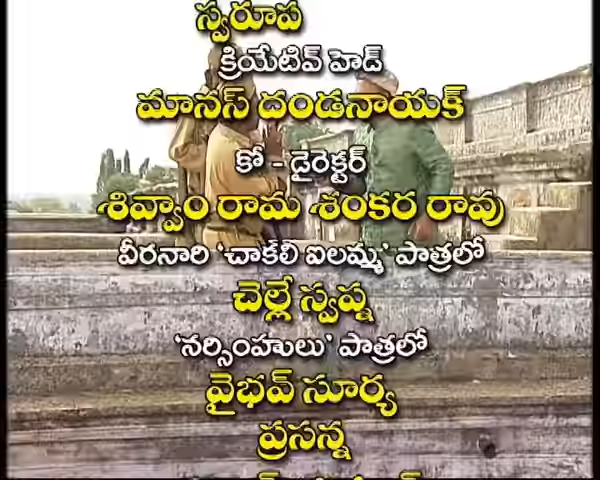 స్వరూప
క్రియేటివ్ హెడ్
మానస్ దండనాయక్
కో - డైరెక్టర్
శివ్వాం రామ శంకర రావు
వీరనారి 'చాకలి ఐలమ్మ' పాత్రలో
చెల్లే స్వప్న
'నర్సింహులు' పాత్రలో
వైభవ్ సూర్య
ప్రసన్న